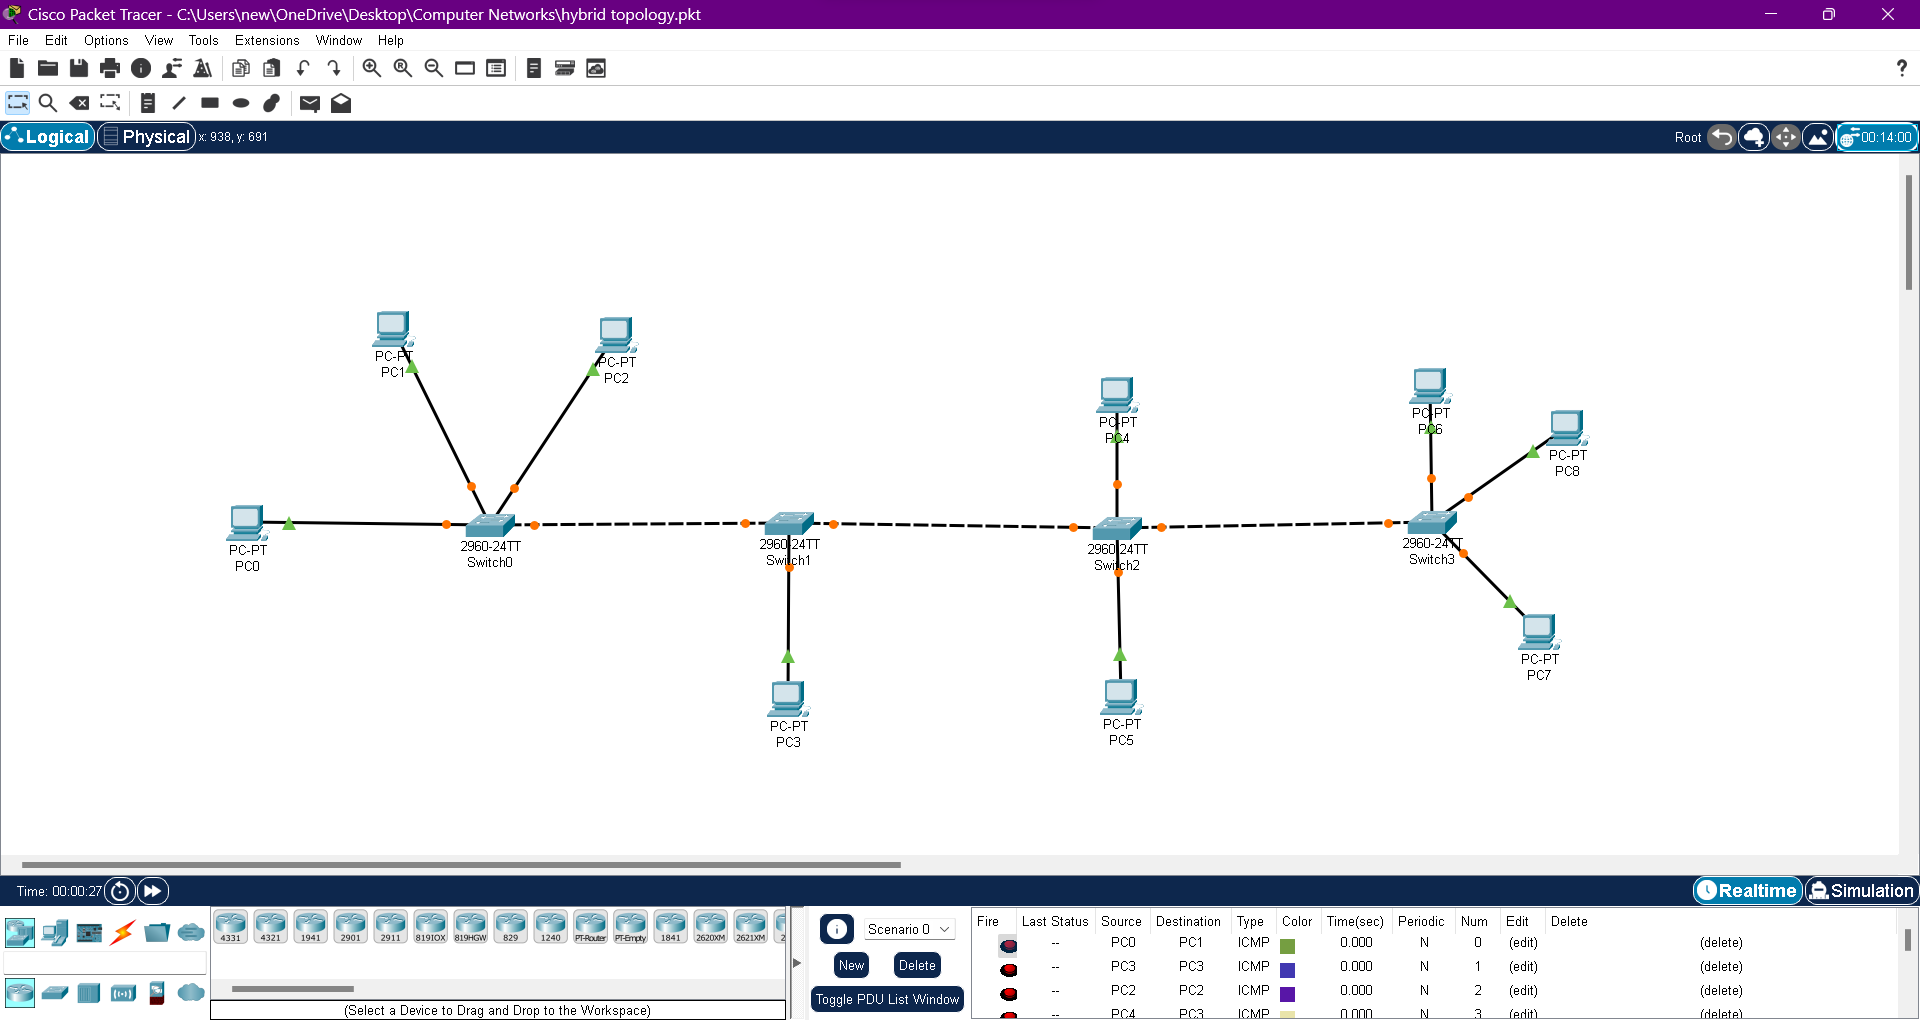 Cisco Packet Tracer - C:\Users\new\OneDrive\Desktop\Computer Networks\hybrid topology.pkt
File Edit Options View Tools Extensions Window Help
?
Logical Physical x: 938, y: 691 Root 00:14:00
PC-PT
PC1
PC-PT
PC2
PC-PT
PC4
PC-PT
PC6
PC-PT
PC8
PC-PT
PC0
2960-24TT
Switch0
2960-24TT
Switch1
2960-24TT
Switch2
2960-24TT
Switch3
PC-PT
PC3
PC-PT
PC5
PC-PT
PC7
Time: 00:00:27 Realtime Simulation
4331 4321 1941 2901 2911 819IOX 819HGW 829 1240 PT-Router PT-Empty 1841 2620XM 2621XM 2
(Select a Device to Drag and Drop to the Workspace)
Scenario 0
New Delete
Toggle PDU List Window
Fire Last Status Source Destination Type Color Time(sec) Periodic Num Edit Delete
-- PC0 PC1 ICMP 0.000 N 0 (edit) (delete)
-- PC3 PC3 ICMP 0.000 N 1 (edit) (delete)
-- PC2 PC2 ICMP 0.000 N 2 (edit) (delete)
-- PC4 PC3 ICMP 0.000 N 3 (edit) (delete)